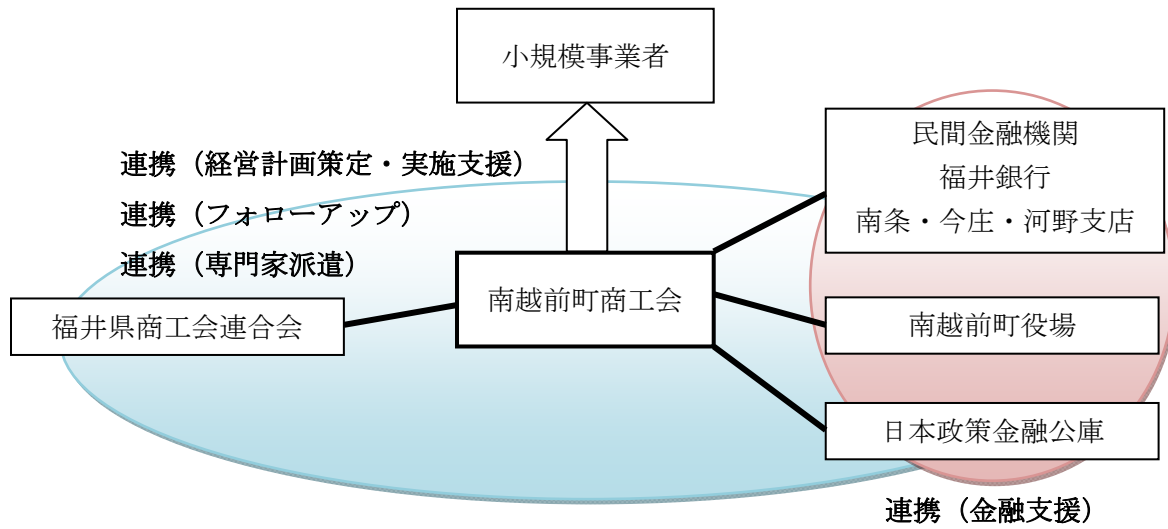 小規模事業者
民間金融機関
福井銀行
南条・今庄・河野支店
連携（経営計画策定・実施支援）
連携（フォローアップ）
連携（専門家派遣）
南越前町商工会
福井県商工会連合会
南越前町役場
日本政策金融公庫
連携（金融支援）